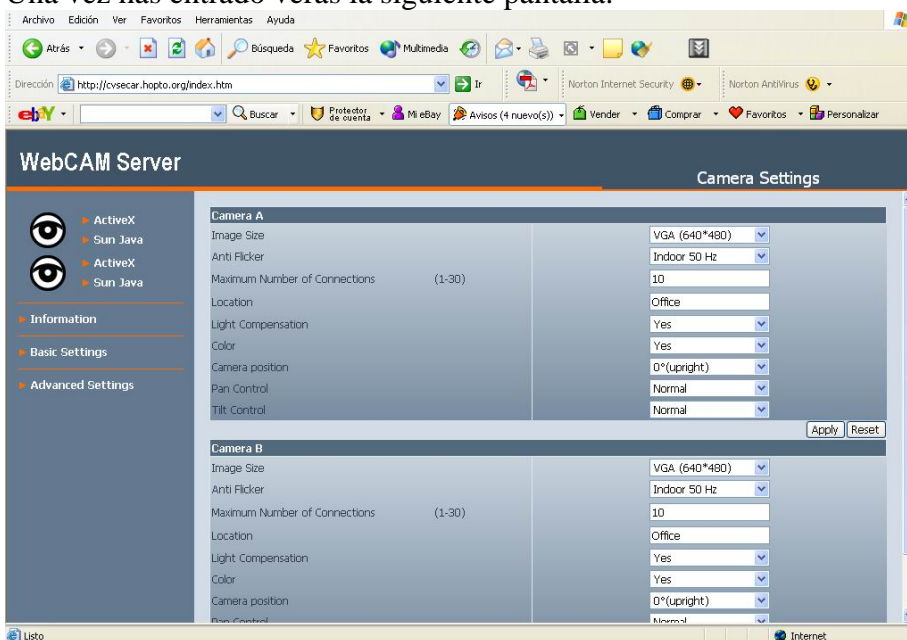 Una vez has entrado verás la siguiente pantalla:
Archivo Edición Ver Favoritos Herramientas Ayuda
Atrás Búsqueda Favoritos Multimedia
Dirección http://cvsecar.hopto.org/index.htm Ir Norton Internet Security Norton AntiVirus
ebY Buscar Protector de cuenta Mi eBay Avisos (4 nuevo(s)) Vender Comprar Favoritos Personalizar
WebCAM Server
Camera Settings
ActiveX
Sun Java
ActiveX
Sun Java
Information
Basic Settings
Advanced Settings
Camera A
Image Size VGA (640*480)
Anti Flicker Indoor 50 Hz
Maximum Number of Connections (1-30) 10
Location Office
Light Compensation Yes
Color Yes
Camera position 0°(upright)
Pan Control Normal
Tilt Control Normal
Apply Reset
Camera B
Image Size VGA (640*480)
Anti Flicker Indoor 50 Hz
Maximum Number of Connections (1-30) 10
Location Office
Light Compensation Yes
Color Yes
Camera position 0°(upright)
Pan Control Normal
Listo Internet